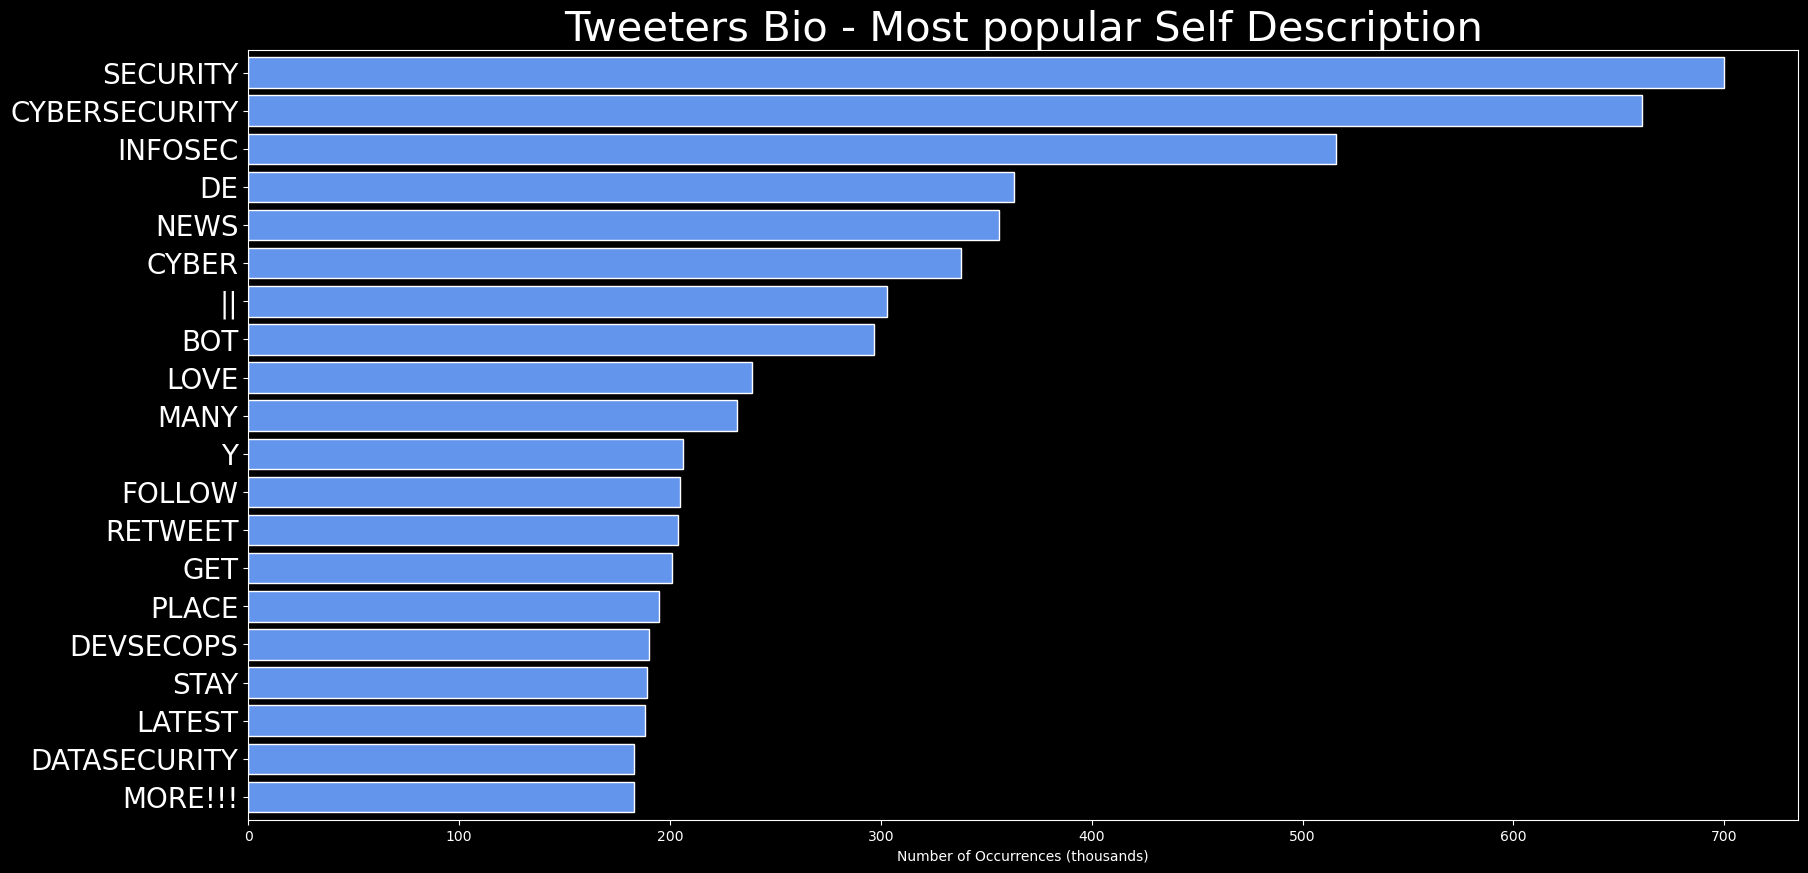 Tweeters Bio - Most popular Self Description
SECURITY
CYBERSECURITY
INFOSEC
DE
NEWS
CYBER
||
BOT
LOVE
MANY
Y
FOLLOW
RETWEET
GET
PLACE
DEVSECOPS
STAY
LATEST
DATASECURITY
MORE!!!
0 100 200 300 400 500 600 700
Number of Occurrences (thousands)